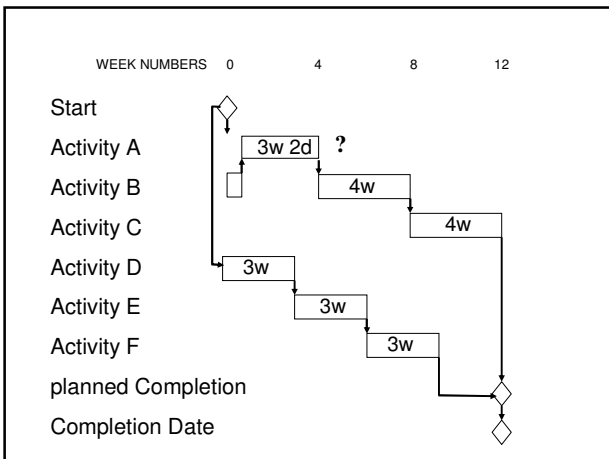 WEEK NUMBERS 0 4 8 12
Start
Activity A 3w 2d ?
Activity B 4w
Activity C 4w
Activity D 3w
Activity E 3w
Activity F 3w
planned Completion
Completion Date